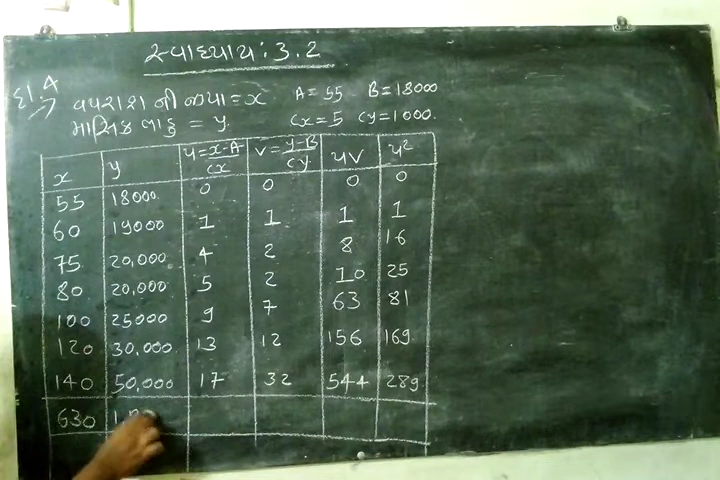 સ્વાધ્યાય: 3.2
દા.4
વપરાશ ની જગ્યા = x A = 55 B = 18000
માસિક ભાડું = y Cx = 5 Cy = 1000.
x y u = x-A/Cx v = y-B/Cy uv u²
55 18000 0 0 0 0
60 19000 1 1 1 1
75 20,000 4 2 8 16
80 20,000 5 2 10 25
100 25000 9 7 63 81
120 30,000 13 12 156 169
140 50,000 17 32 544 289
630